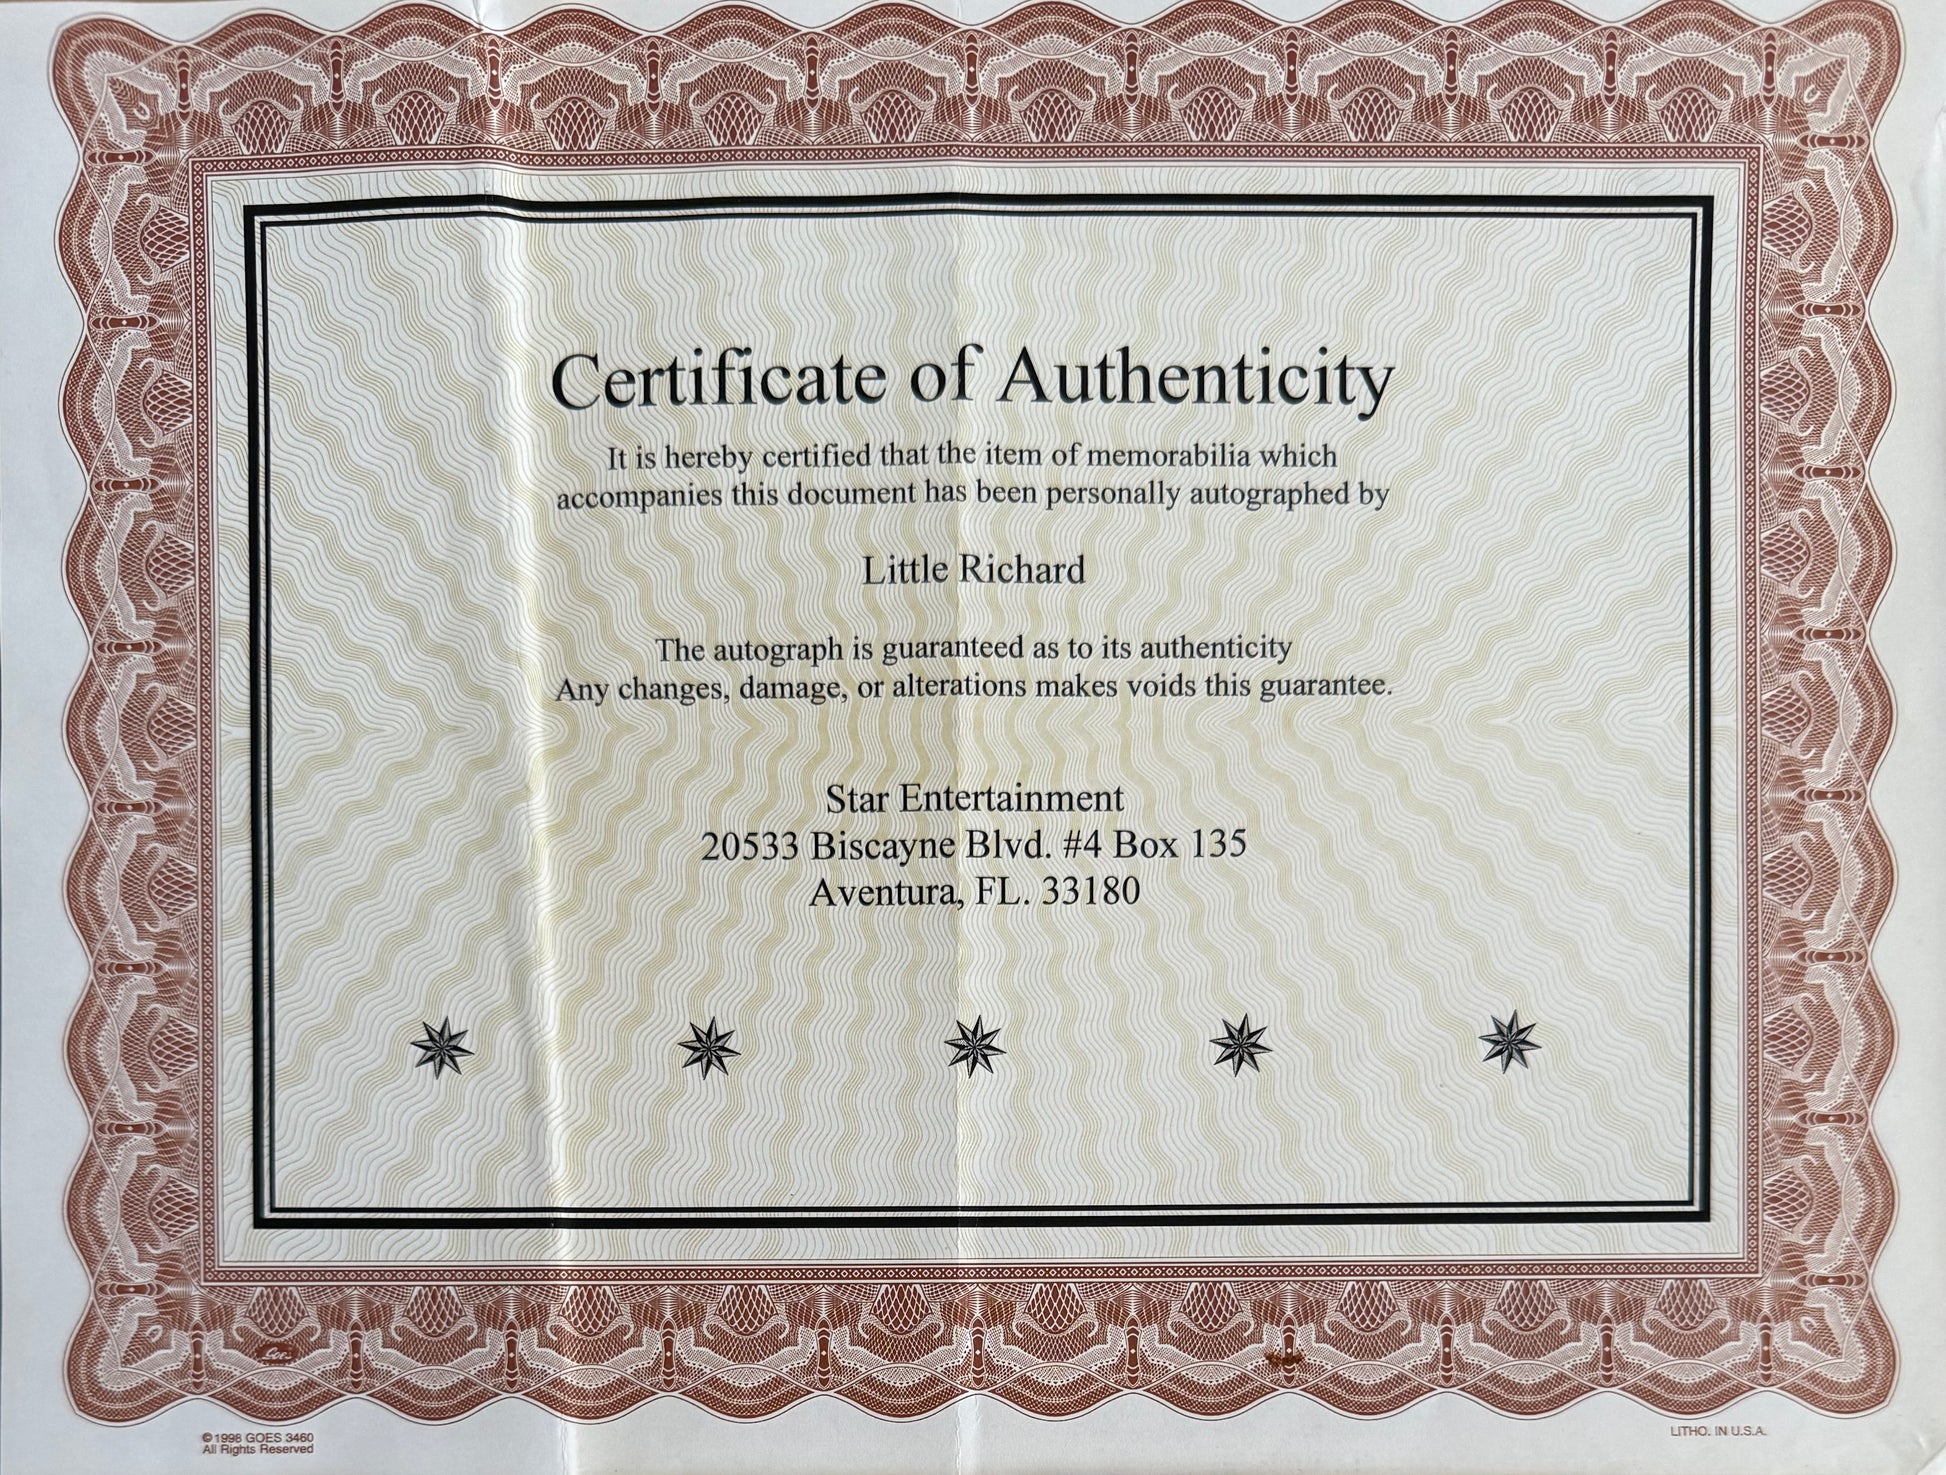 Certificate of Authenticity
It is hereby certified that the item of memorabilia which
accompanies this document has been personally autographed by
Little Richard
The autograph is guaranteed as to its authenticity
Any changes, damage, or alterations makes voids this guarantee.
Star Entertainment
20533 Biscayne Blvd. #4 Box 135
Aventura, FL. 33180
Goes
©1998 GOES 3460
All Rights Reserved
LITHO. IN U.S.A.